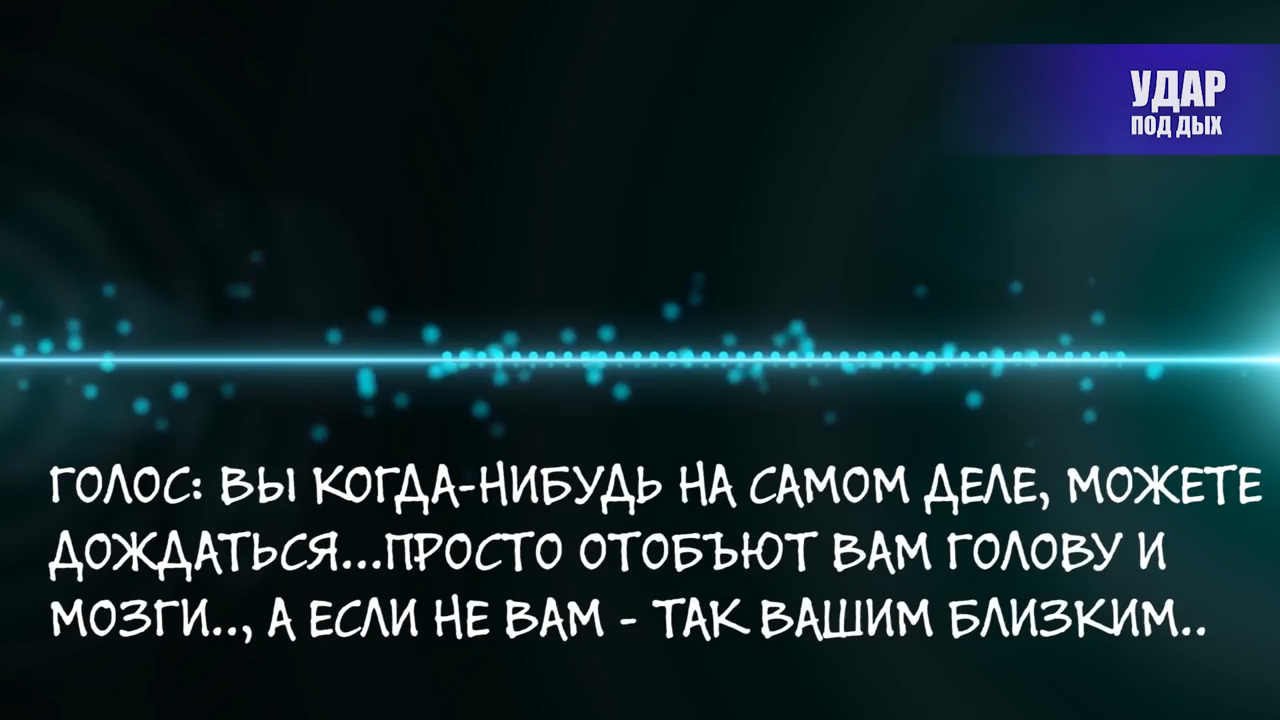 УДАР
ПОД ДЫХ
ГОЛОС: ВЫ КОГДА-НИБУДЬ НА САМОМ ДЕЛЕ, МОЖЕТЕ
ДОЖДАТЬСЯ...ПРОСТО ОТОБЪЮТ ВАМ ГОЛОВУ И
МОЗГИ.., А ЕСЛИ НЕ ВАМ - ТАК ВАШИМ БЛИЗКИМ..